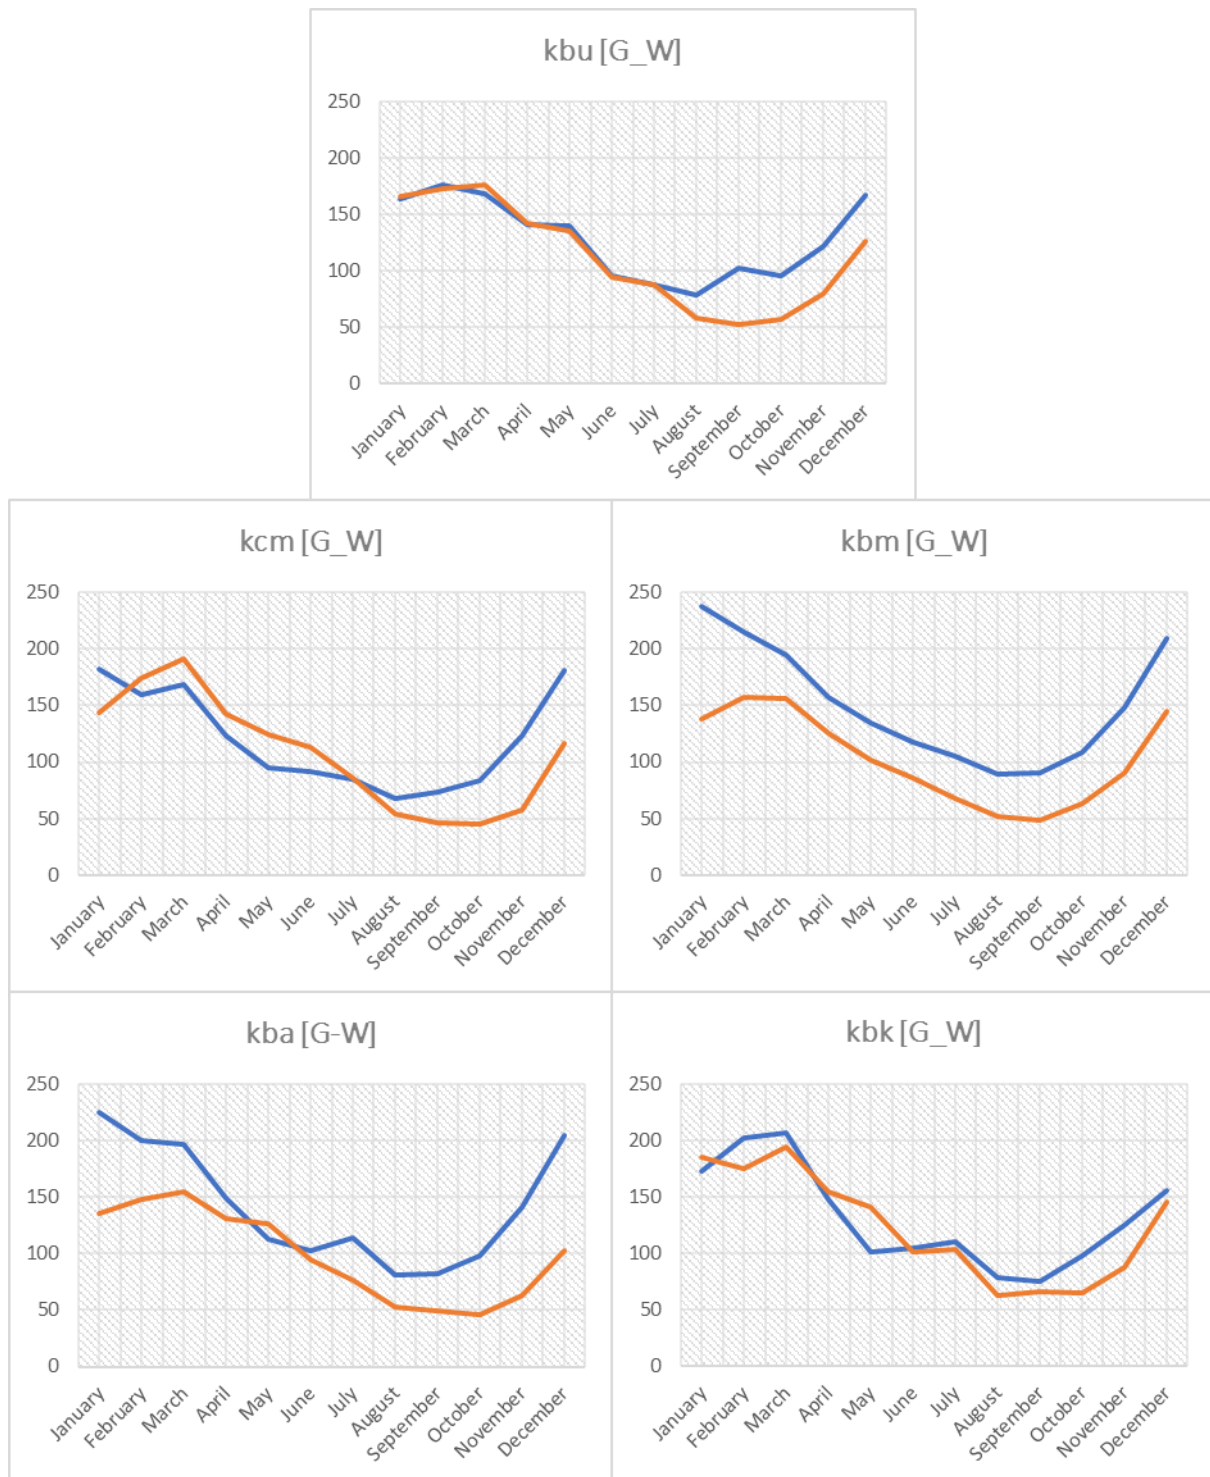 kbu [G_W]
250
200
150
100
50
0
January
February
March
April
May
June
July
August
September
October
November
December
kcm [G_W]
250
200
150
100
50
0
January
February
March
April
May
June
July
August
September
October
November
December
kbm [G_W]
250
200
150
100
50
0
January
February
March
April
May
June
July
August
September
October
November
December
kba [G-W]
250
200
150
100
50
0
January
February
March
April
May
June
July
August
September
October
November
December
kbk [G_W]
250
200
150
100
50
0
January
February
March
April
May
June
July
August
September
October
November
December